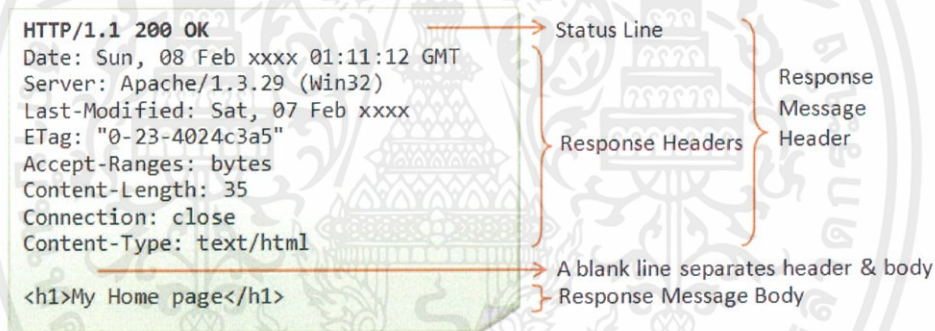 HTTP/1.1 200 OK
Date: Sun, 08 Feb xxxx 01:11:12 GMT
Server: Apache/1.3.29 (Win32)
Last-Modified: Sat, 07 Feb xxxx
ETag: "0-23-4024c3a5"
Accept-Ranges: bytes
Content-Length: 35
Connection: close
Content-Type: text/html
<h1>My Home page</h1>
Status Line
Response Headers
Response
Message
Header
A blank line separates header & body
Response Message Body